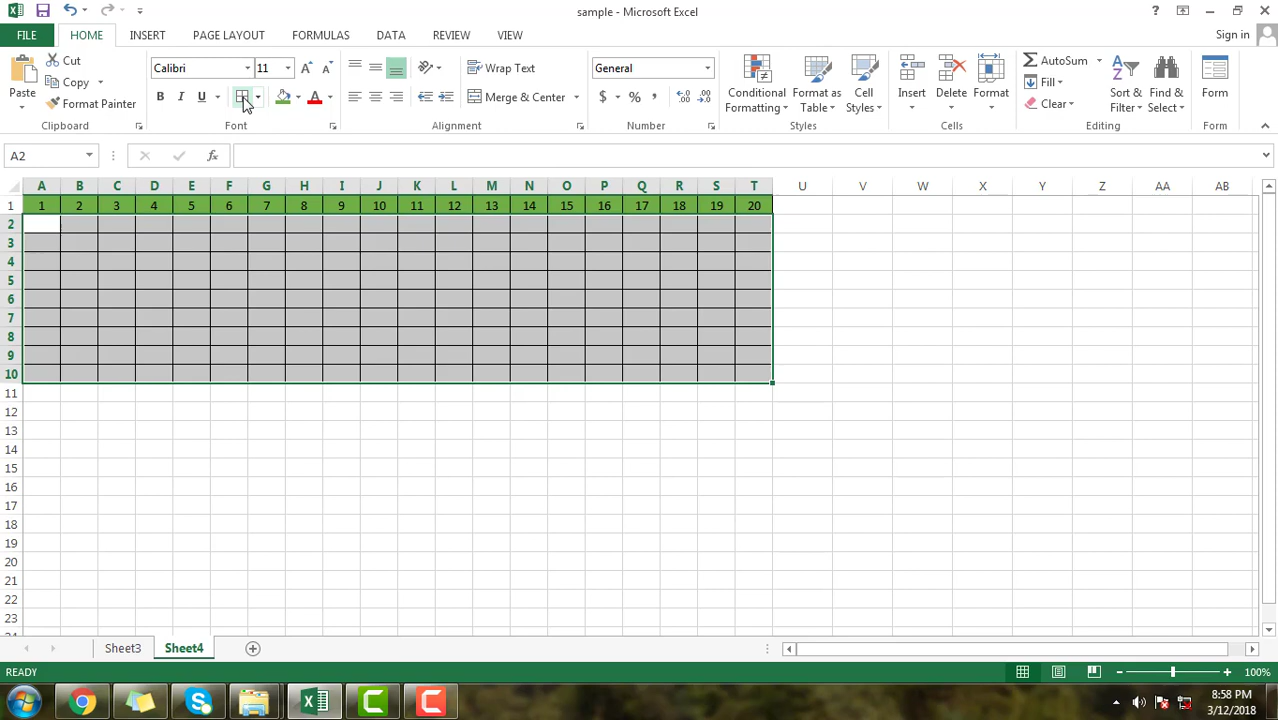 sample - Microsoft Excel
?
FILE HOME INSERT PAGE LAYOUT FORMULAS DATA REVIEW VIEW Sign in
Paste
Cut
Copy
Format Painter
Clipboard
Calibri 11
B I U A
Font
Wrap Text
Merge & Center
Alignment
General
$ % ,
Number
Conditional Formatting
Format as Table
Cell Styles
Styles
Insert Delete Format
Cells
AutoSum
Fill
Clear
Sort & Filter
Find & Select
Editing
Form
Form
A2 fx
A B C D E F G H I J K L M N O P Q R S T U V W X Y Z AA AB
1 1 2 3 4 5 6 7 8 9 10 11 12 13 14 15 16 17 18 19 20
2
3
4
5
6
7
8
9
10
11
12
13
14
15
16
17
18
19
20
21
22
23
24
Sheet3 Sheet4
READY 100%
8:58 PM
3/12/2018